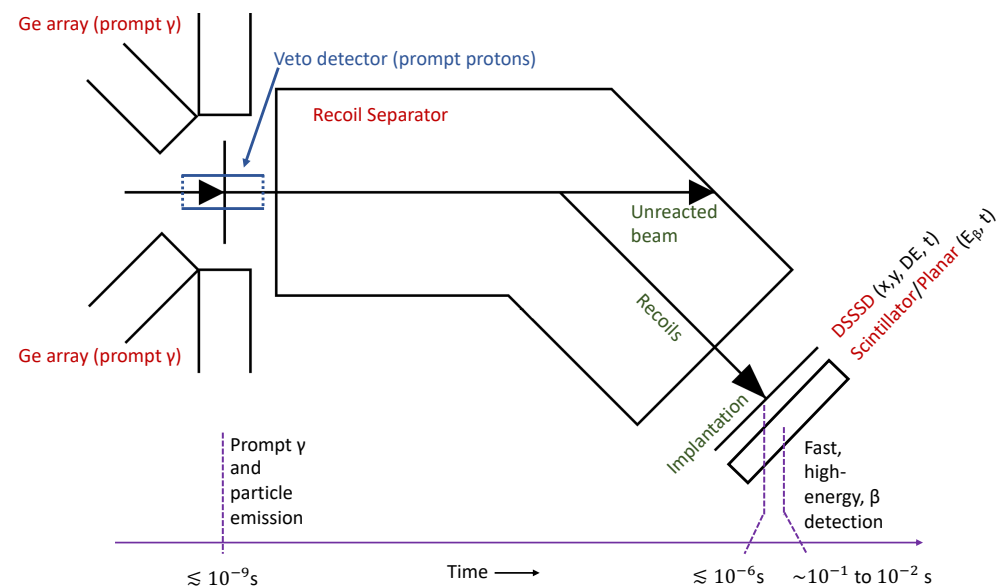 Ge array (prompt γ)
Veto detector (prompt protons)
Recoil Separator
Unreacted
beam
Recoils
DSSSD (x,y, DE, t)
Scintillator/Planar (Eᵦ, t)
Ge array (prompt γ)
Implantation
Prompt γ
and
particle
emission
Fast,
high-
energy, β
detection
≲ 10⁻⁹s
Time
≲ 10⁻⁶s
~10⁻¹ to 10⁻² s